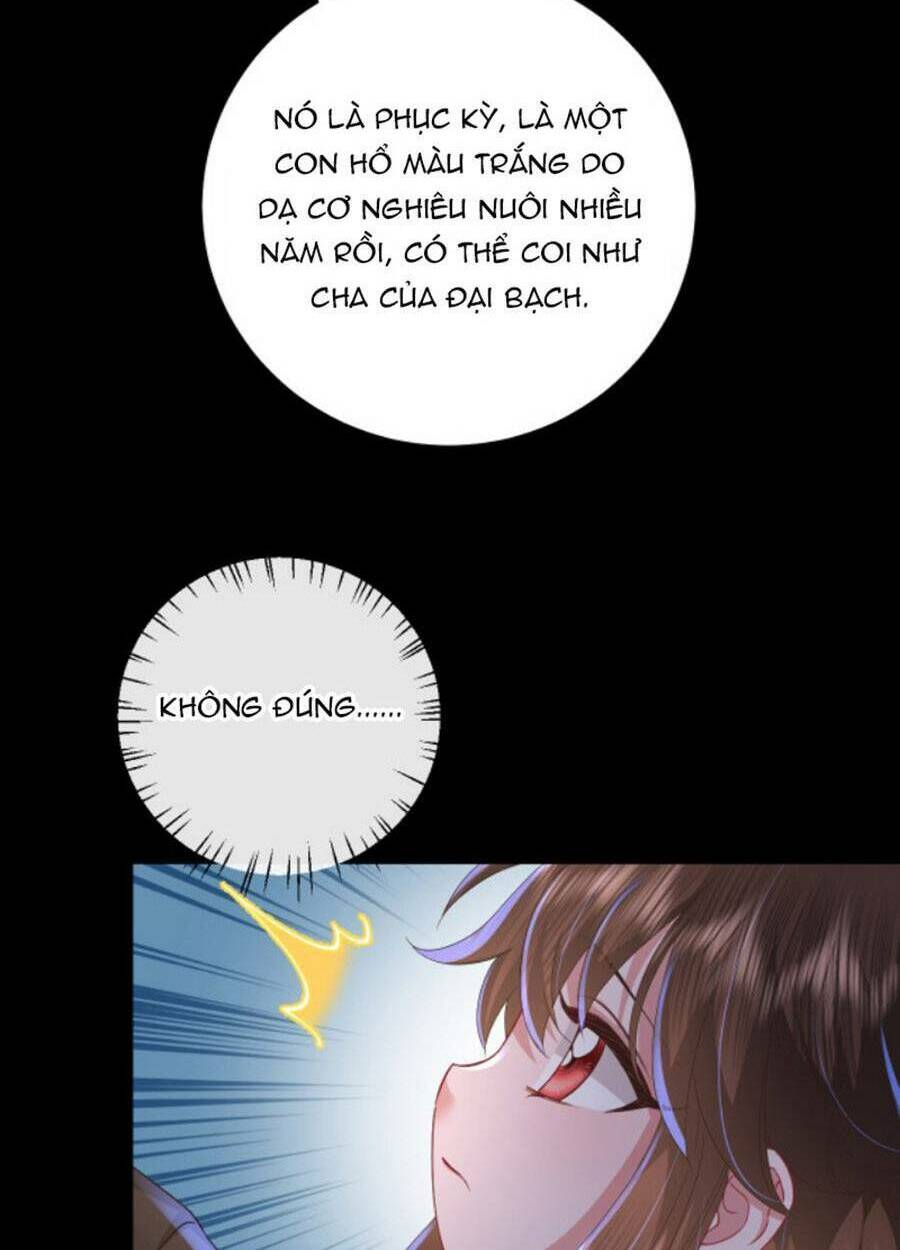 NÓ LÀ PHỤC KỲ, LÀ MỘT
CON HỔ MÀU TRẮNG DO
DẠ CƠ NGHIÊU NUÔI NHIỀU
NĂM RỒI, CÓ THỂ COI NHƯ
CHA CỦA ĐẠI BẠCH.
KHÔNG ĐÚNG......